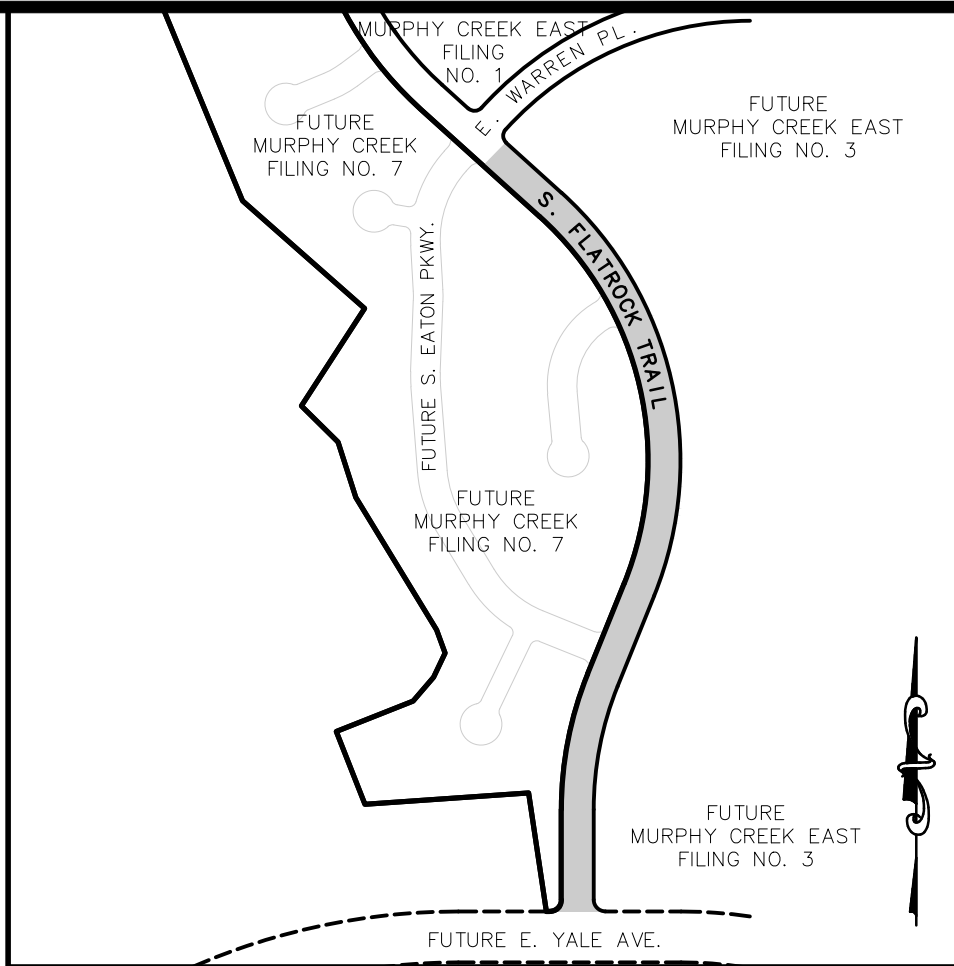 MURPHY CREEK EAST
FILING
NO. 1
E. WARREN PL.
FUTURE
MURPHY CREEK EAST
FILING NO. 3
FUTURE
MURPHY CREEK
FILING NO. 7
S. FLATROCK TRAIL
FUTURE S. EATON PKWY.
FUTURE
MURPHY CREEK
FILING NO. 7
FUTURE
MURPHY CREEK EAST
FILING NO. 3
FUTURE E. YALE AVE.